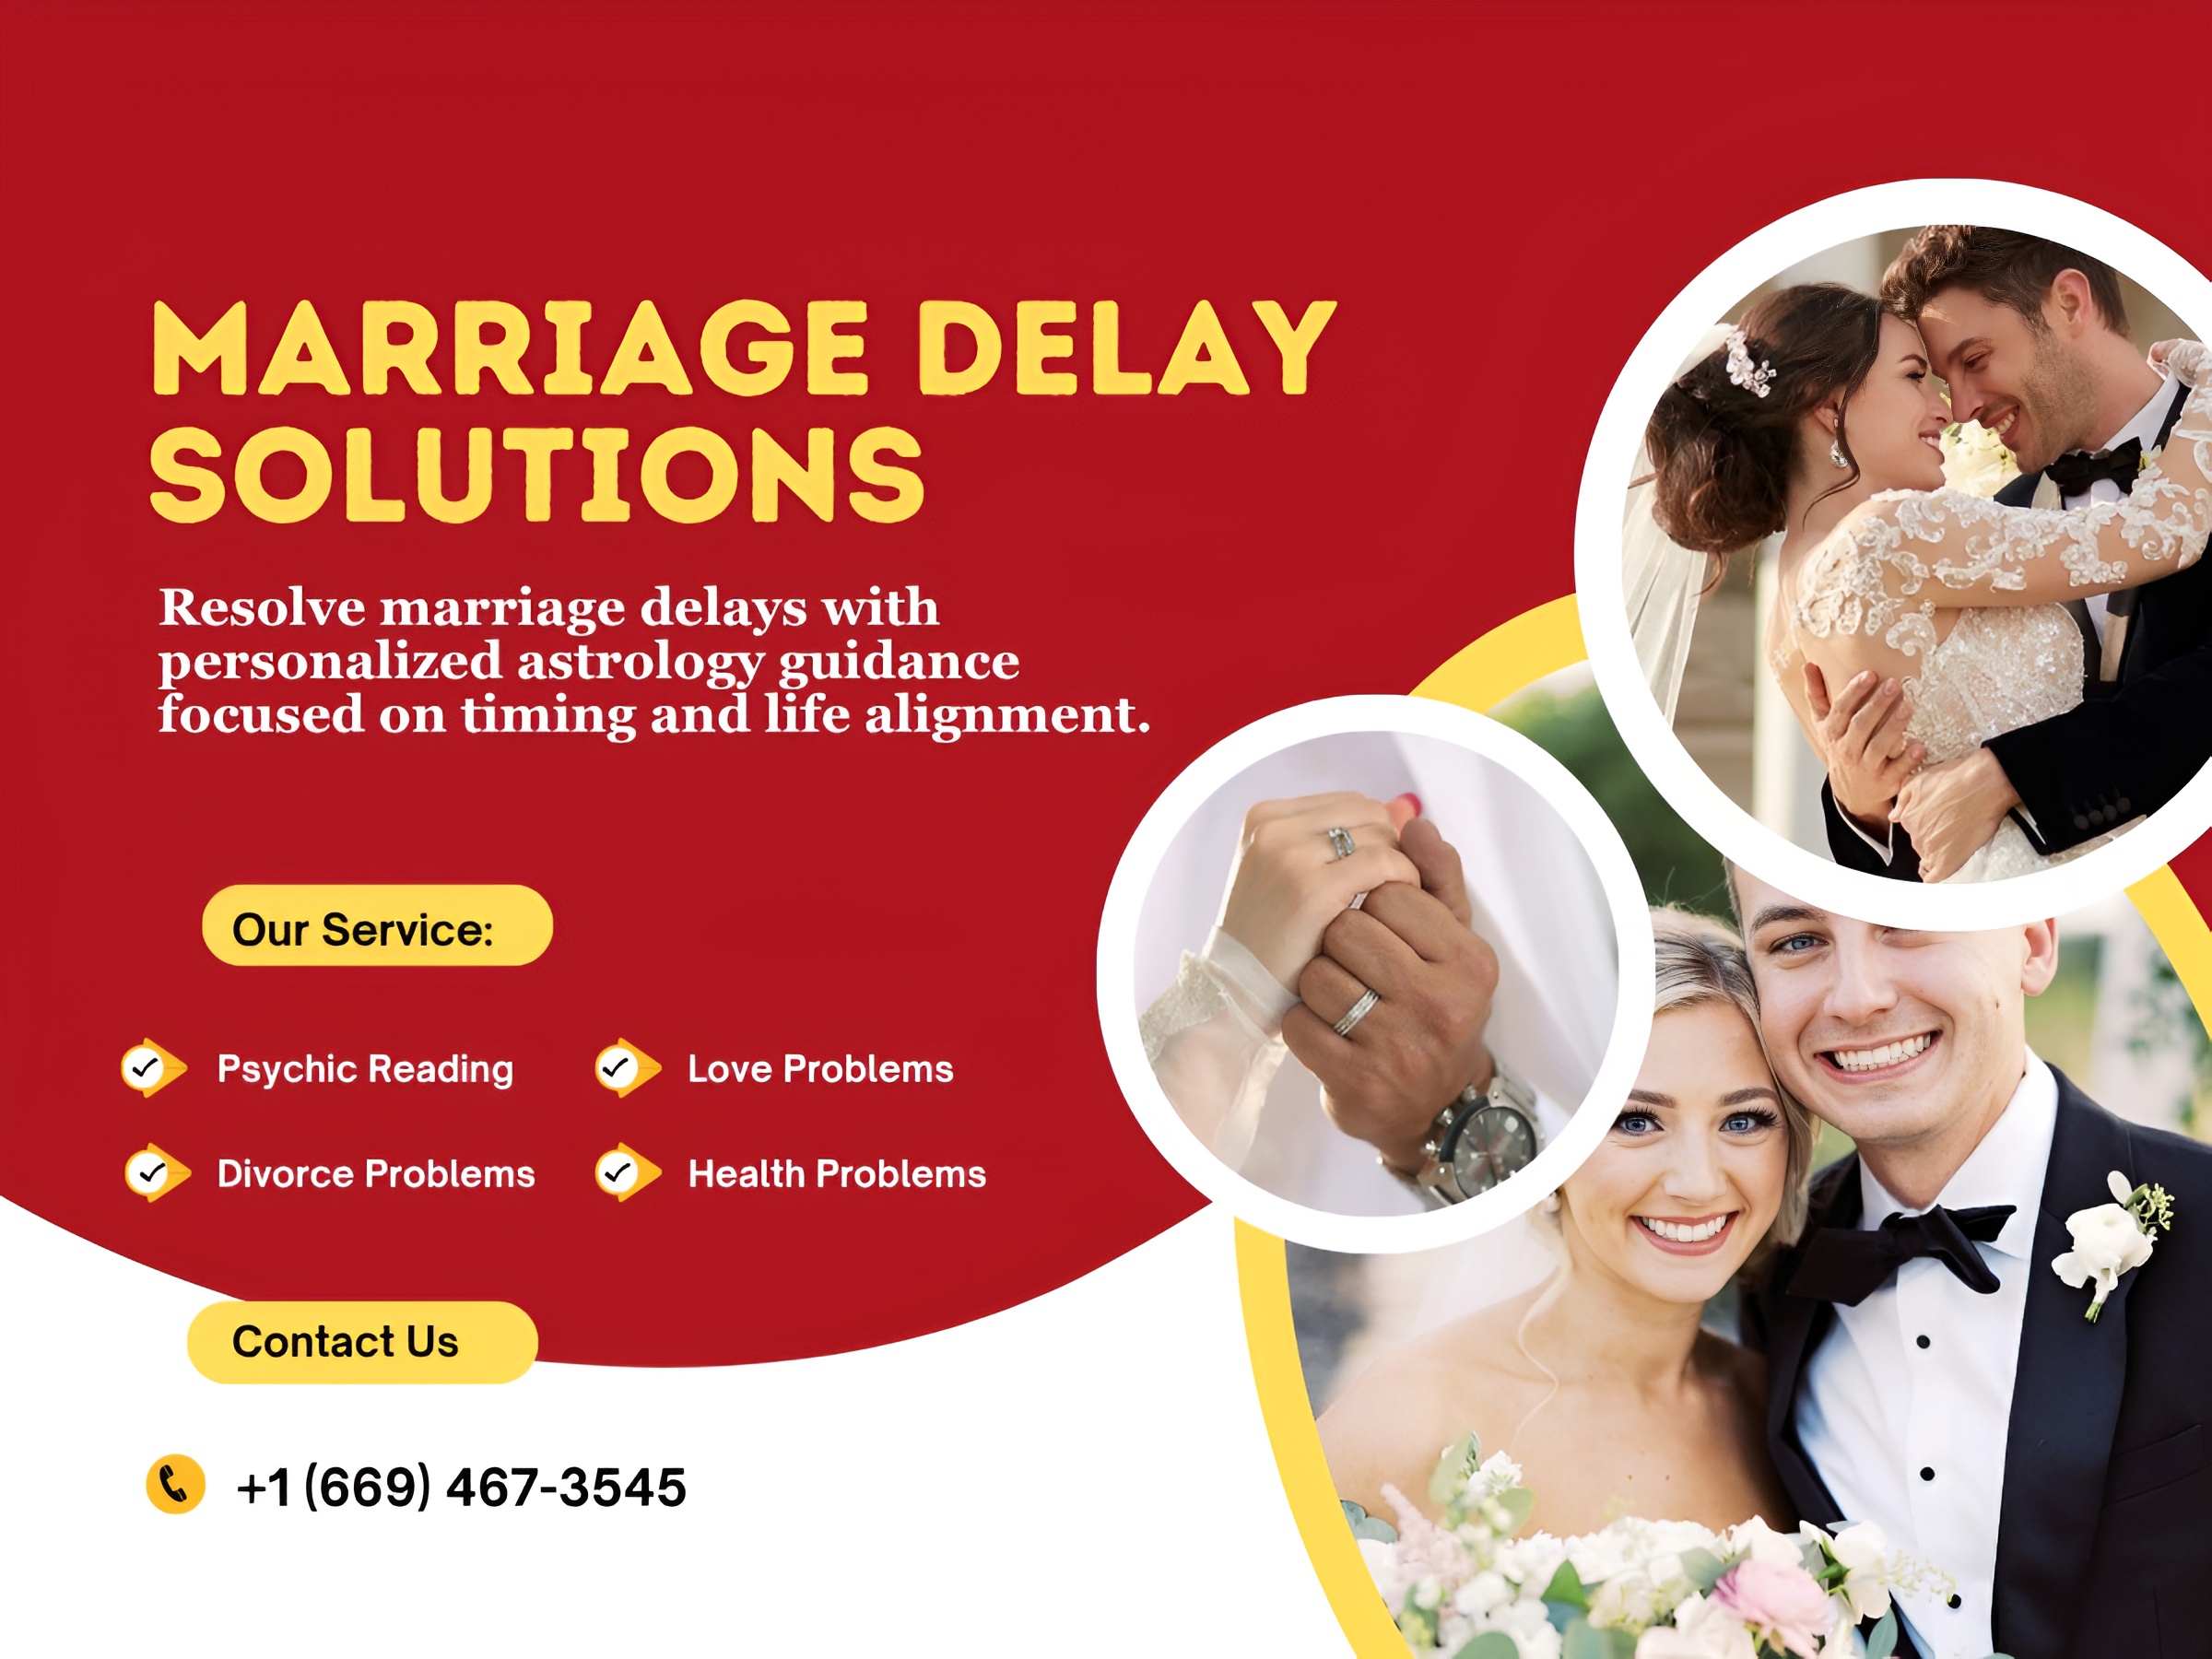 MARRIAGE DELAY
SOLUTIONS
Resolve marriage delays with
personalized astrology guidance
focused on timing and life alignment.
Our Service:
Psychic Reading
Love Problems
Divorce Problems
Health Problems
Contact Us
+1 (669) 467-3545